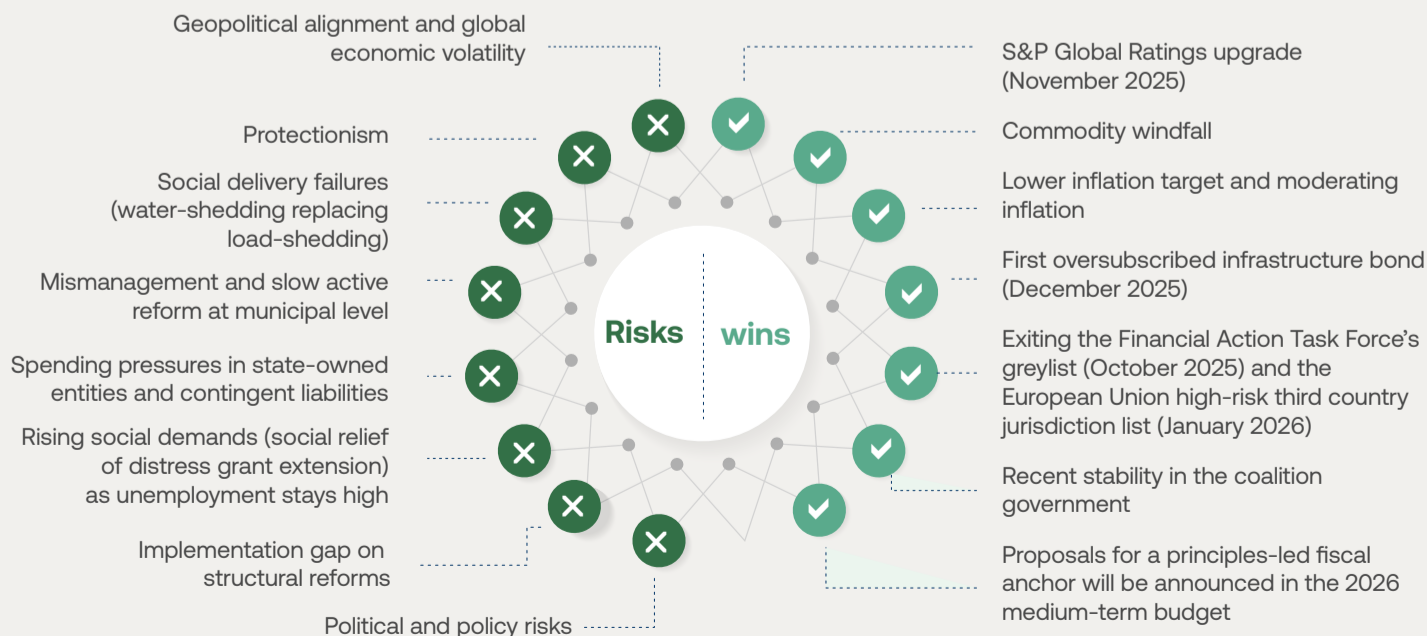 Geopolitical alignment and global
economic volatility
Protectionism
Social delivery failures
(water-shedding replacing
load-shedding)
Mismanagement and slow active
reform at municipal level
Spending pressures in state-owned
entities and contingent liabilities
Rising social demands (social relief
of distress grant extension)
as unemployment stays high
Implementation gap on
structural reforms
Political and policy risks
Risks
wins
S&P Global Ratings upgrade
(November 2025)
Commodity windfall
Lower inflation target and moderating
inflation
First oversubscribed infrastructure bond
(December 2025)
Exiting the Financial Action Task Force’s
greylist (October 2025) and the
European Union high-risk third country
jurisdiction list (January 2026)
Recent stability in the coalition
government
Proposals for a principles-led fiscal
anchor will be announced in the 2026
medium-term budget